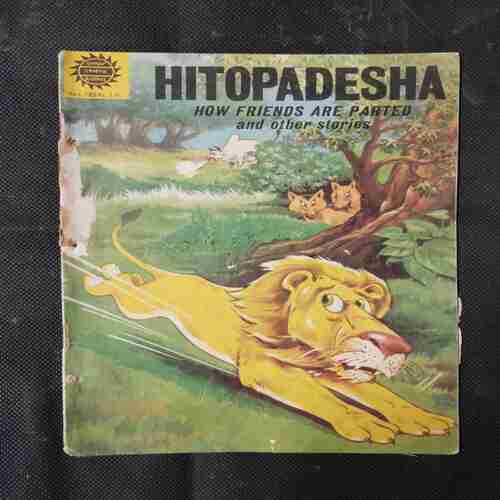 HITOPADESHA
HOW FRIENDS ARE PARTED
and other stories